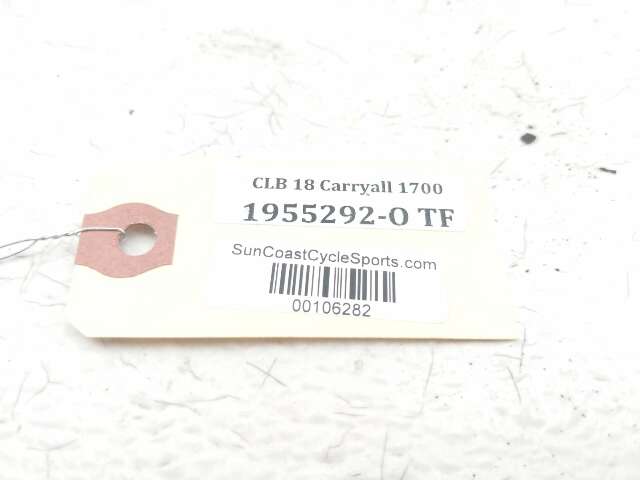 CLB 18 Carryall 1700
1955292-O TF
SunCoastCycleSports.com
00106282